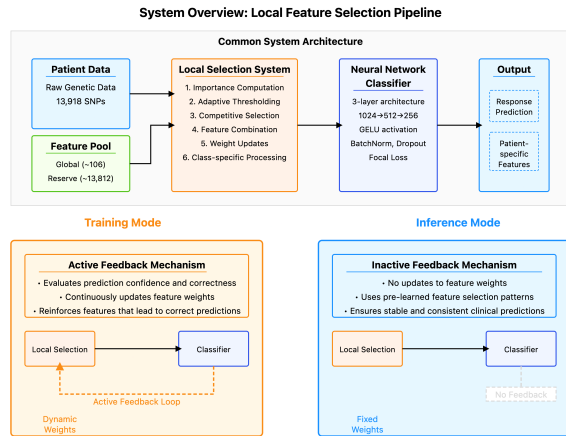 System Overview: Local Feature Selection Pipeline
Common System Architecture
Patient Data
Raw Genetic Data
13,918 SNPs
Feature Pool
Global (~106)
Reserve (~13,812)
Local Selection System
1. Importance Computation
2. Adaptive Thresholding
3. Competitive Selection
4. Feature Combination
5. Weight Updates
6. Class-specific Processing
Neural Network
Classifier
3-layer architecture
1024→512→256
GELU activation
BatchNorm, Dropout
Focal Loss
Output
Response
Prediction
Patient-
specific
Features
Training Mode
Active Feedback Mechanism
• Evaluates prediction confidence and correctness
• Continuously updates feature weights
• Reinforces features that lead to correct predictions
Local Selection
Classifier
Active Feedback Loop
Dynamic
Weights
Inference Mode
Inactive Feedback Mechanism
• No updates to feature weights
• Uses pre-learned feature selection patterns
• Ensures stable and consistent clinical predictions
Local Selection
Classifier
No Feedback
Fixed
Weights